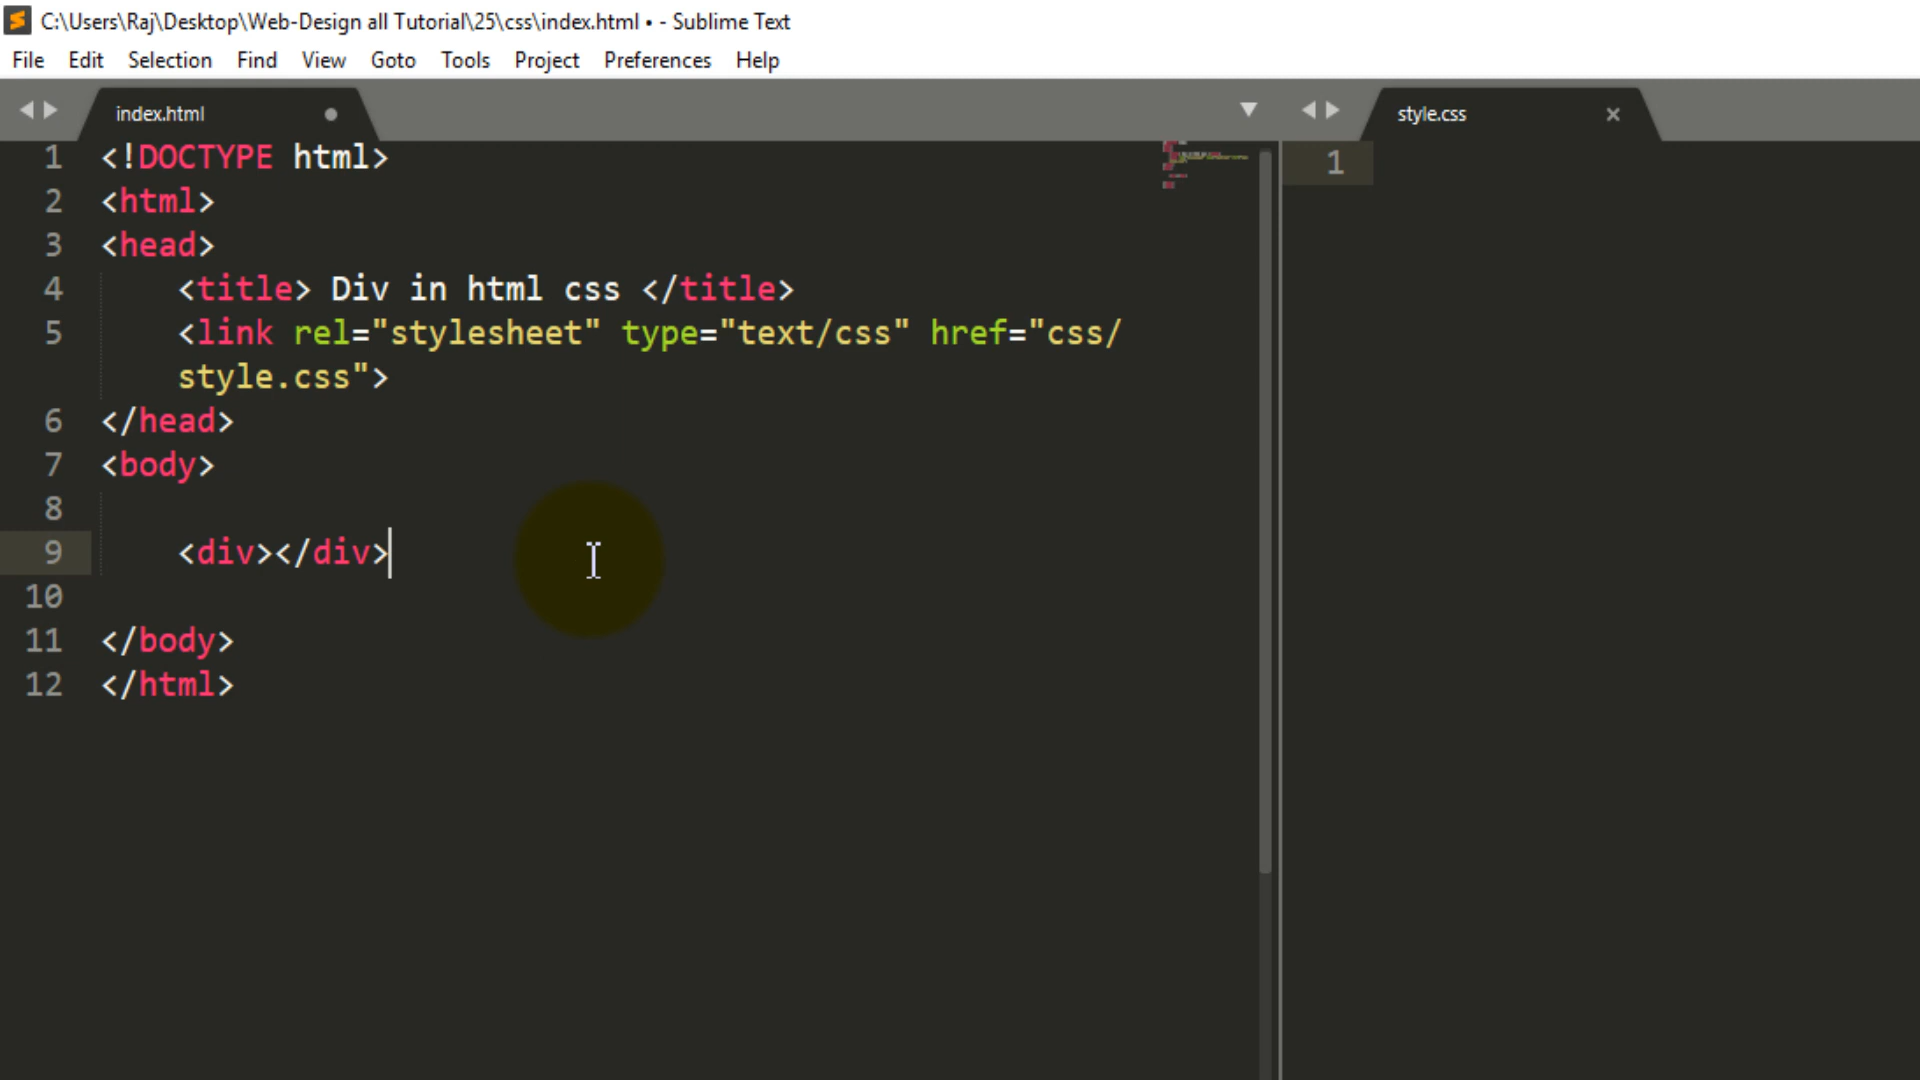 C:\Users\Raj\Desktop\Web-Design all Tutorial\25\css\index.html • - Sublime Text
File Edit Selection Find View Goto Tools Project Preferences Help
index.html
style.css
1 <!DOCTYPE html>
2 <html>
3 <head>
4 <title> Div in html css </title>
5 <link rel="stylesheet" type="text/css" href="css/
style.css">
6 </head>
7 <body>
8
9 <div></div>
10
11 </body>
12 </html>
1